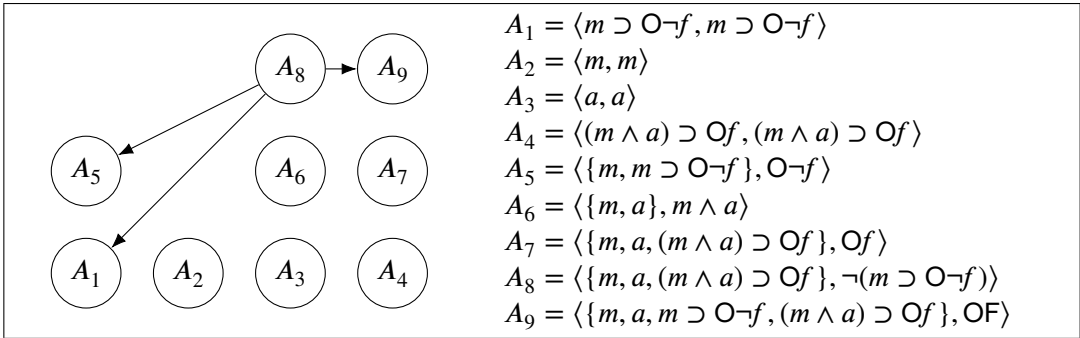 A₈ A₉
A₅ A₆ A₇
A₁ A₂ A₃ A₄
A₁ = ⟨m ⊃ O¬f, m ⊃ O¬f⟩
A₂ = ⟨m, m⟩
A₃ = ⟨a, a⟩
A₄ = ⟨(m ∧ a) ⊃ Of, (m ∧ a) ⊃ Of⟩
A₅ = ⟨{m, m ⊃ O¬f}, O¬f⟩
A₆ = ⟨{m, a}, m ∧ a⟩
A₇ = ⟨{m, a, (m ∧ a) ⊃ Of}, Of⟩
A₈ = ⟨{m, a, (m ∧ a) ⊃ Of}, ¬(m ⊃ O¬f)⟩
A₉ = ⟨{m, a, m ⊃ O¬f, (m ∧ a) ⊃ Of}, OF⟩